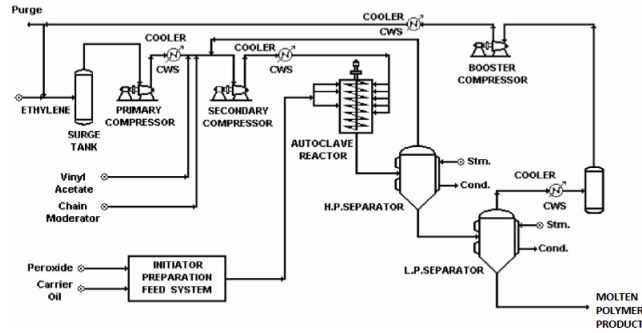 Purge
COOLER
CWS
BOOSTER
COMPRESSOR
COOLER
CWS
COOLER
CWS
ETHYLENE
SURGE
TANK
PRIMARY
COMPRESSOR
SECONDARY
COMPRESSOR
AUTOCLAVE
REACTOR
Vinyl
Acetate
Chain
Moderator
Stm.
Cond.
H.P.SEPARATOR
COOLER
CWS
Stm.
Cond.
L.P.SEPARATOR
Peroxide
Carrier
Oil
INITIATOR
PREPARATION
FEED SYSTEM
MOLTEN
POLYMER
PRODUCT